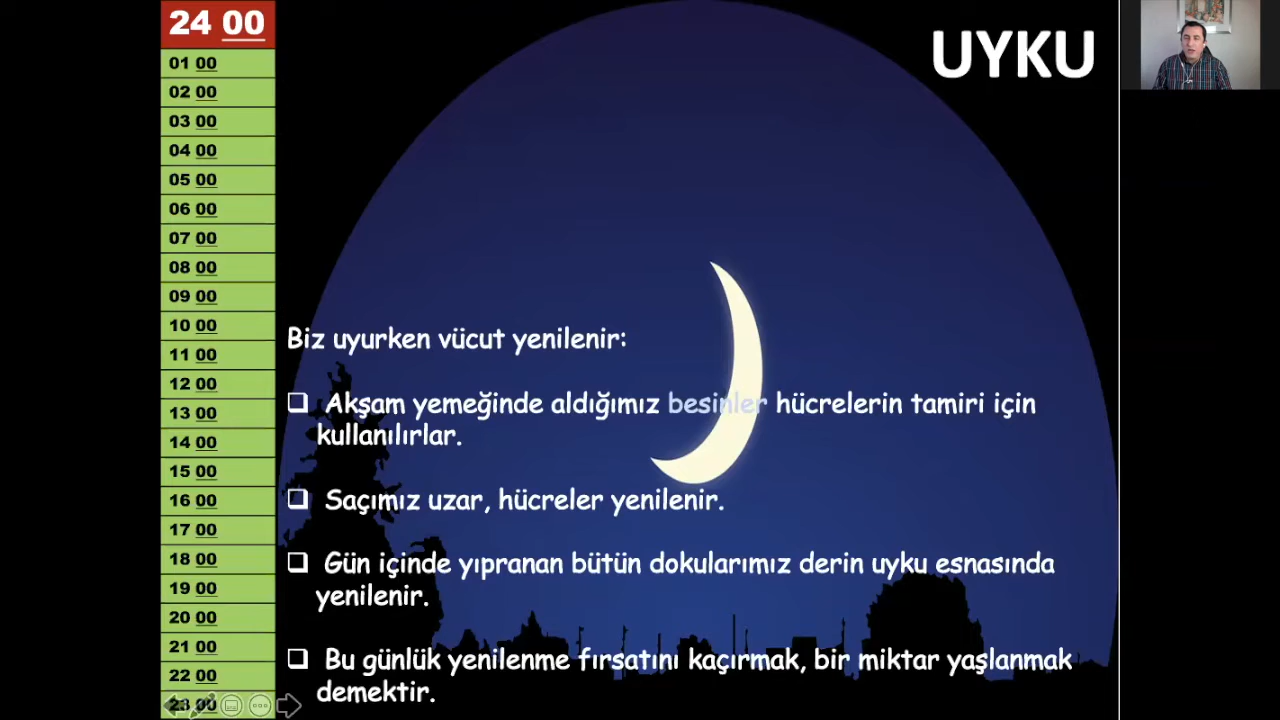 24 00
UYKU
01 00
02 00
03 00
04 00
05 00
06 00
07 00
08 00
09 00
10 00
11 00
12 00
13 00
14 00
15 00
16 00
17 00
18 00
19 00
20 00
21 00
22 00
23 00
Biz uyurken vücut yenilenir:
Akşam yemeğinde aldığımız besinler hücrelerin tamiri için
kullanılırlar.
Saçımız uzar, hücreler yenilenir.
Gün içinde yıpranan bütün dokularımız derin uyku esnasında
yenilenir.
Bu günlük yenilenme fırsatını kaçırmak, bir miktar yaşlanmak
demektir.